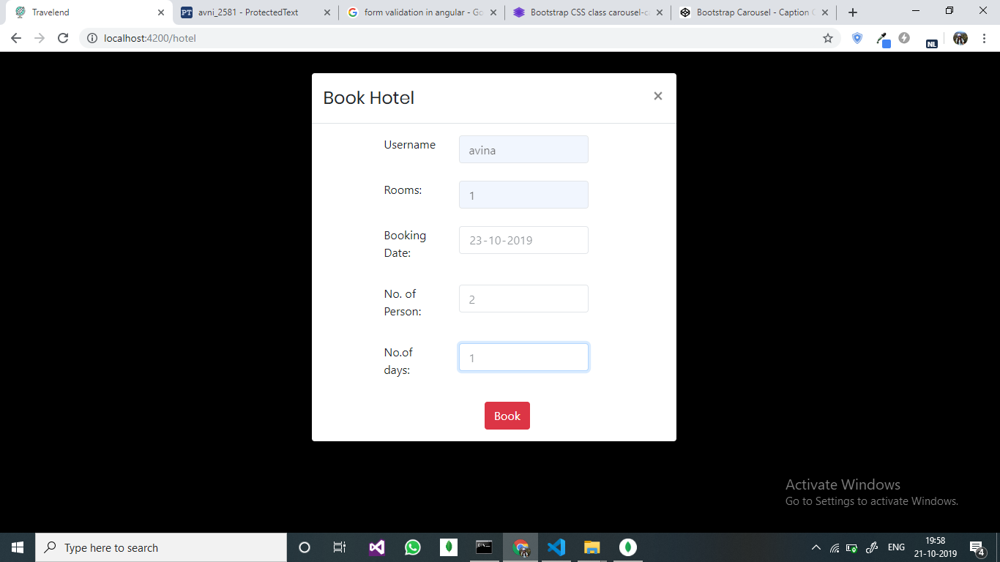 Travelend
avni_2581 - ProtectedText
form validation in angular - Go
Bootstrap CSS class carousel-c
Bootstrap Carousel - Caption
localhost:4200/hotel
NL
Book Hotel
×
Username
avina
Rooms:
1
Booking
Date:
23-10-2019
No. of
Person:
2
No.of
days:
1
Book
Activate Windows
Go to Settings to activate Windows.
Type here to search
ENG
19:58
21-10-2019
4
PT